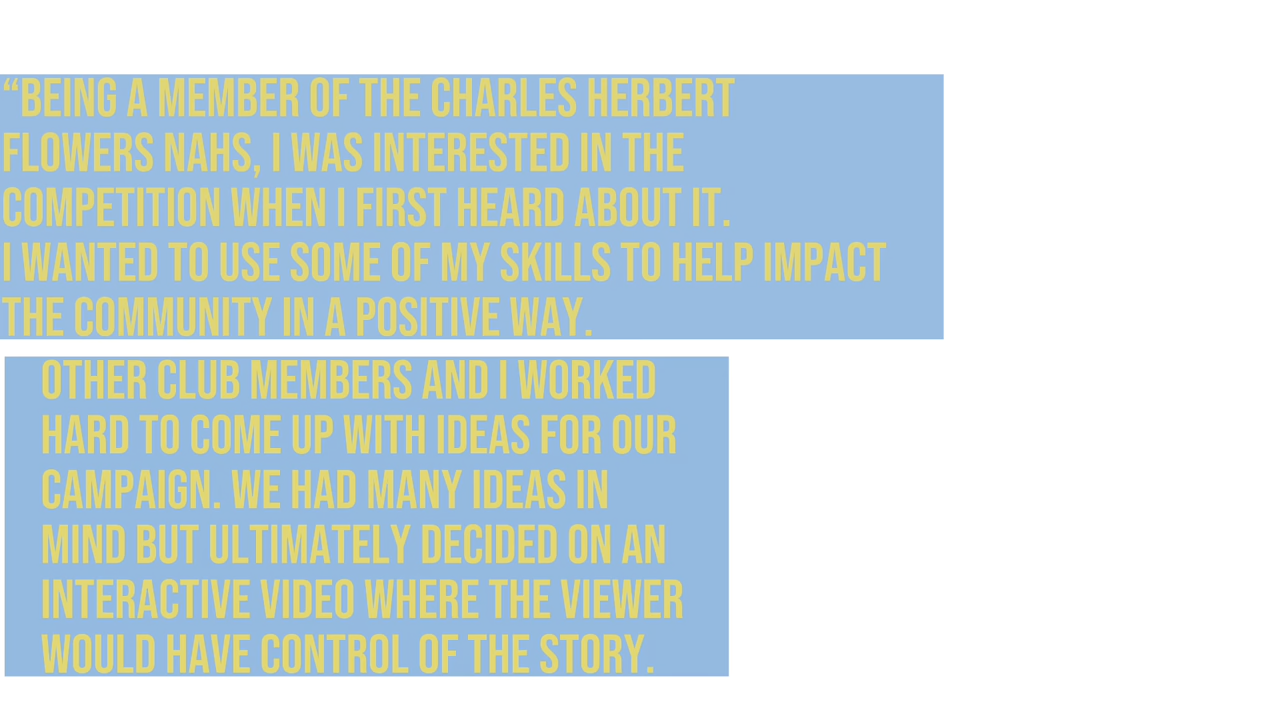 “BEING A MEMBER OF THE CHARLES HERBERT
FLOWERS NAHS, I WAS INTERESTED IN THE
COMPETITION WHEN I FIRST HEARD ABOUT IT.
I WANTED TO USE SOME OF MY SKILLS TO HELP IMPACT
THE COMMUNITY IN A POSITIVE WAY.
OTHER CLUB MEMBERS AND I WORKED
HARD TO COME UP WITH IDEAS FOR OUR
CAMPAIGN. WE HAD MANY IDEAS IN
MIND BUT ULTIMATELY DECIDED ON AN
INTERACTIVE VIDEO WHERE THE VIEWER
WOULD HAVE CONTROL OF THE STORY.